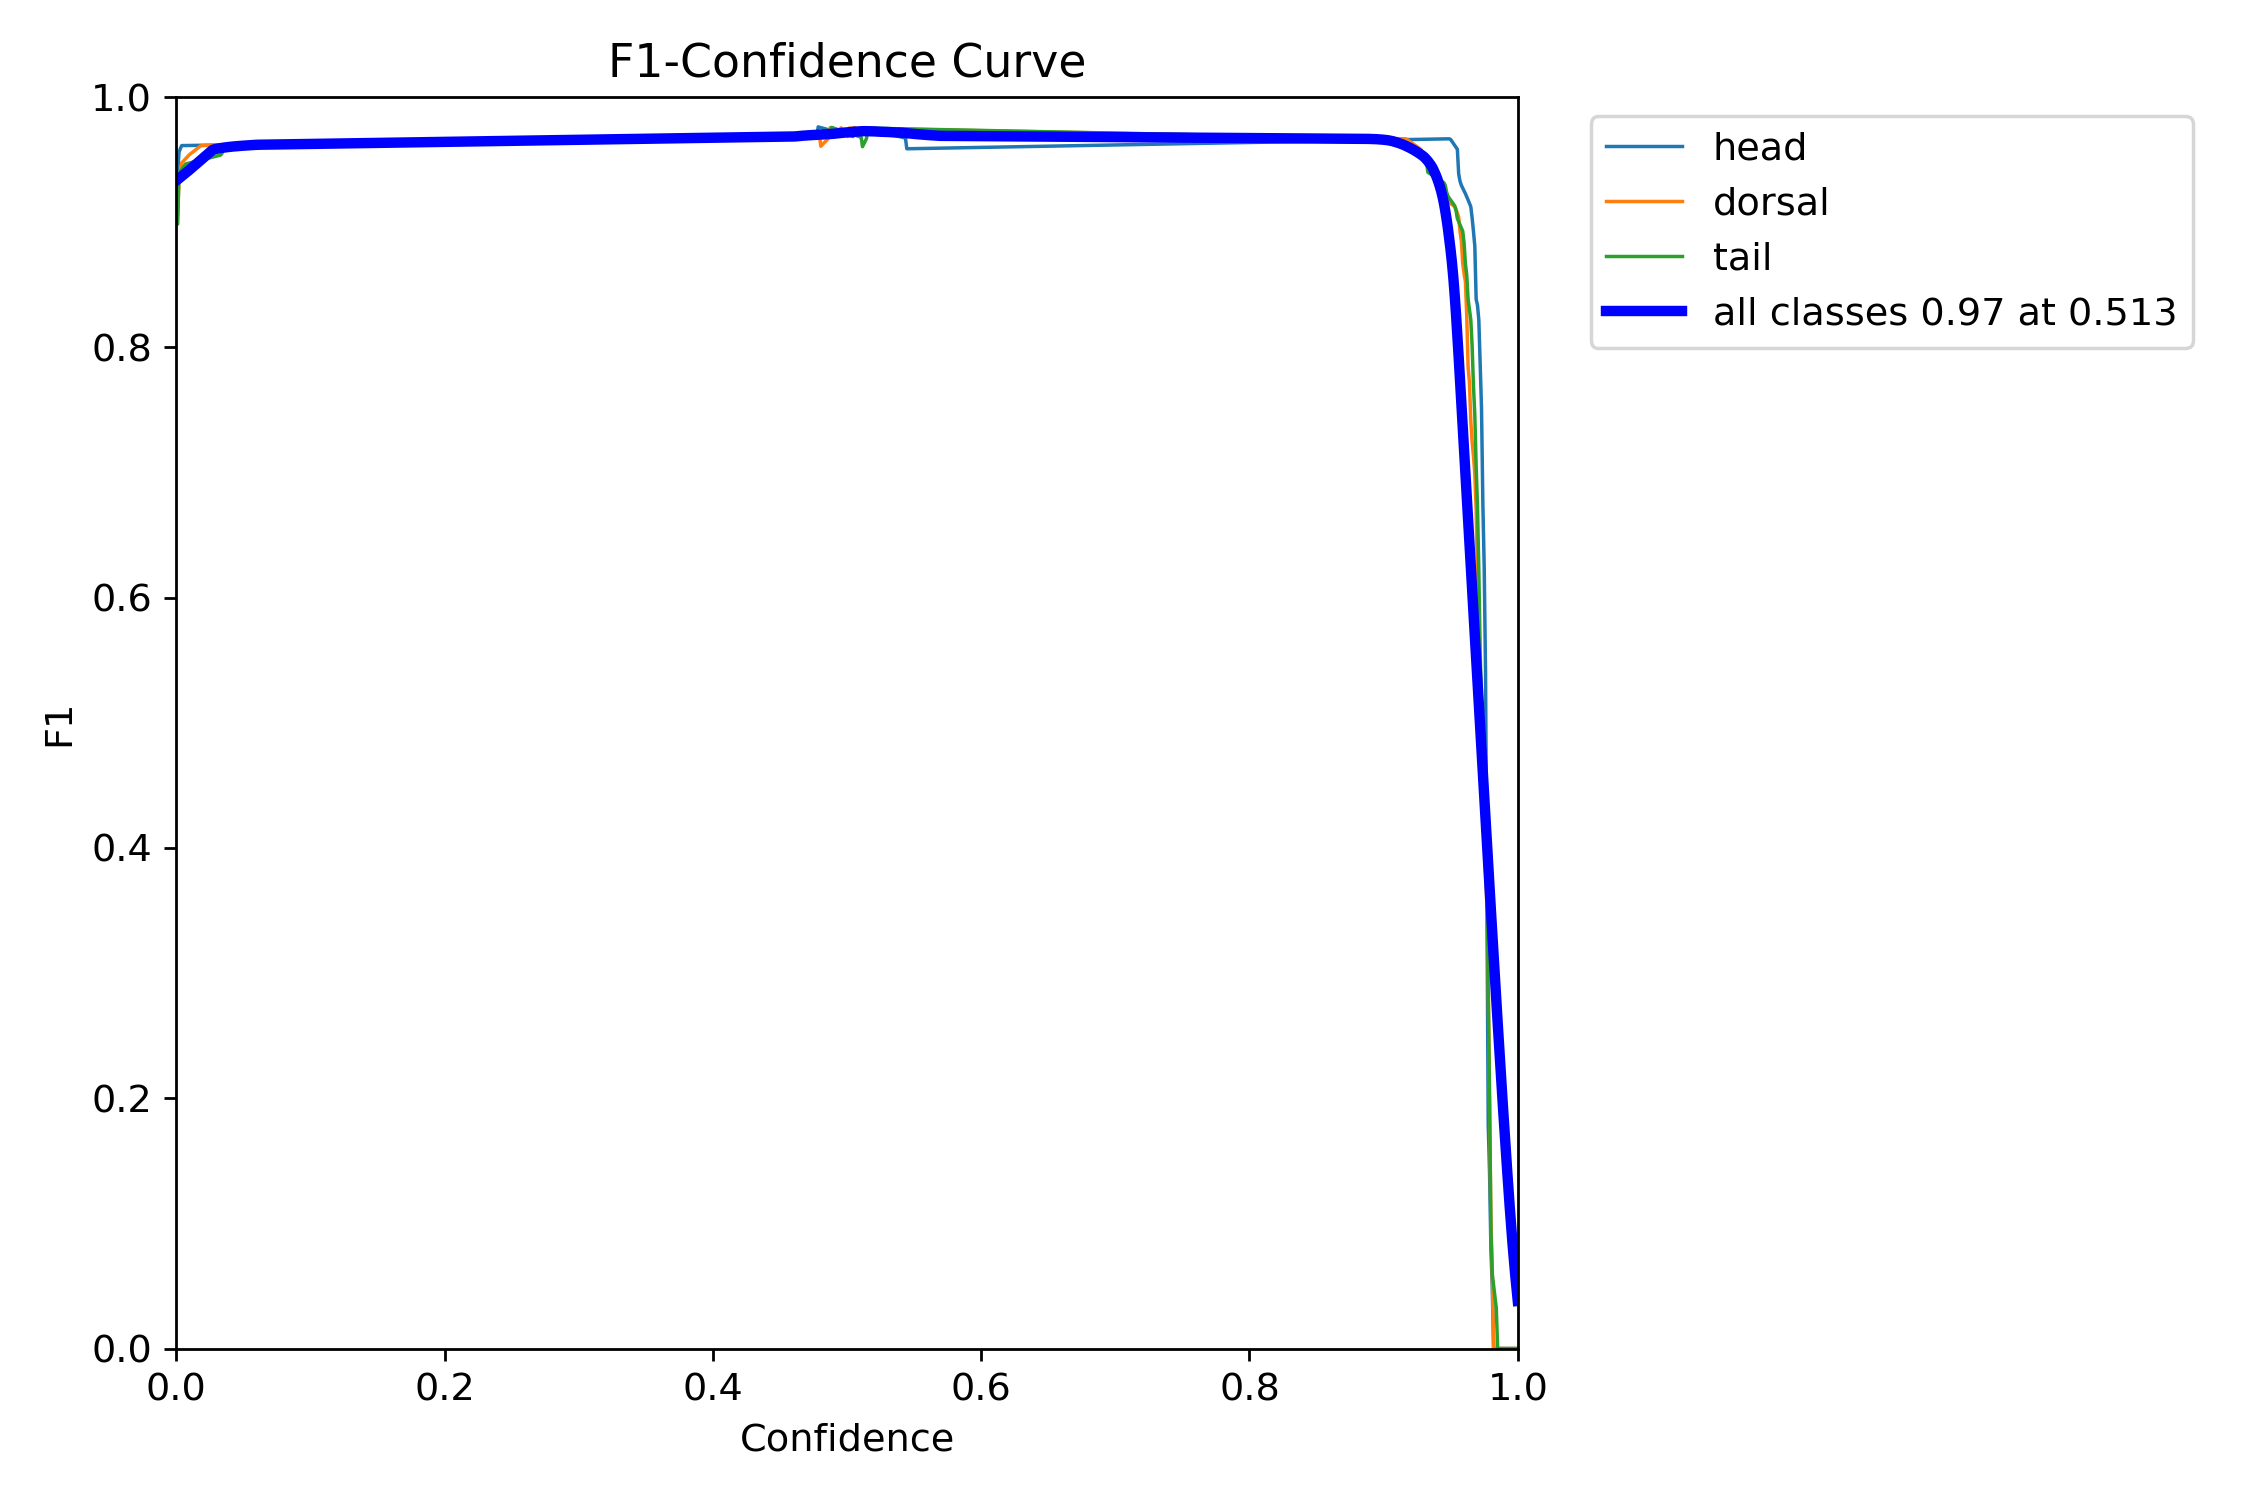 F1-Confidence Curve
1.0
0.8
0.6
0.4
0.2
0.0
F1
0.0 0.2 0.4 0.6 0.8 1.0
Confidence
head
dorsal
tail
all classes 0.97 at 0.513